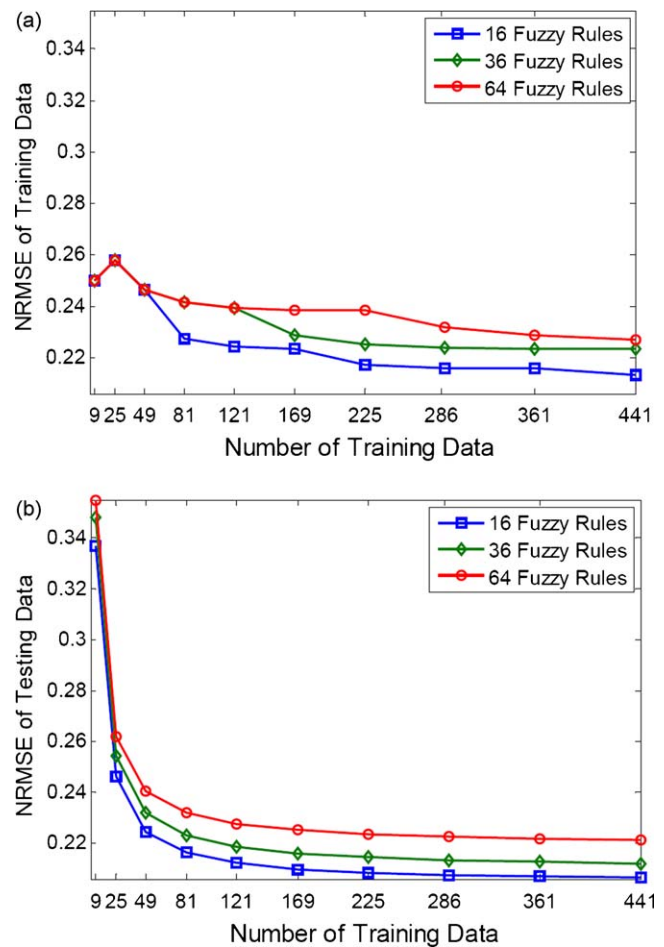 (a)
0.34
0.32
0.3
0.28
0.26
0.24
0.22
NRMSE of Training Data
16 Fuzzy Rules
36 Fuzzy Rules
64 Fuzzy Rules
9 25 49 81 121 169 225 286 361 441
Number of Training Data
(b)
0.34
0.32
0.3
0.28
0.26
0.24
0.22
NRMSE of Testing Data
16 Fuzzy Rules
36 Fuzzy Rules
64 Fuzzy Rules
9 25 49 81 121 169 225 286 361 441
Number of Training Data